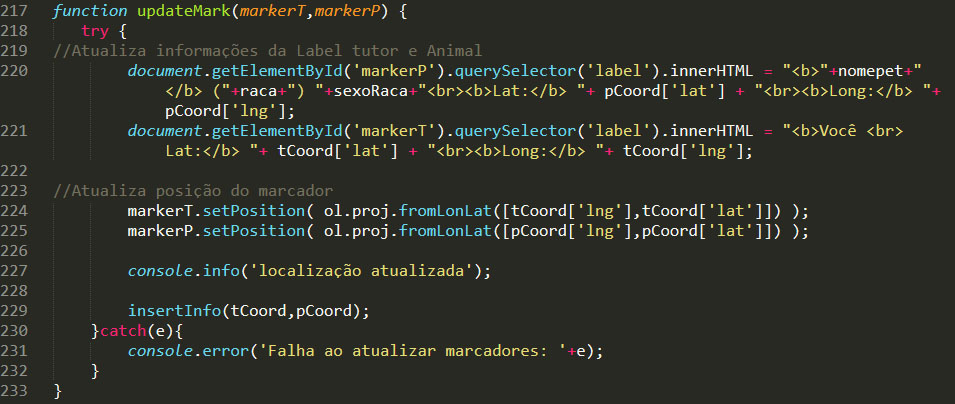 217 function updateMark(markerT,markerP) {
218 try {
219 //Atualiza informações da Label tutor e Animal
220 document.getElementById('markerP').querySelector('label').innerHTML = "<b>"+nomepet+"
</b> ("+raca+") "+sexoRaca+"<br><b>Lat:</b> "+ pCoord['lat'] + "<br><b>Long:</b> "+
pCoord['lng'];
221 document.getElementById('markerT').querySelector('label').innerHTML = "<b>Você <br>
Lat:</b> "+ tCoord['lat'] + "<br><b>Long:</b> "+ tCoord['lng'];
222
223 //Atualiza posição do marcador
224 markerT.setPosition( ol.proj.fromLonLat([tCoord['lng'],tCoord['lat']]) );
225 markerP.setPosition( ol.proj.fromLonLat([pCoord['lng'],pCoord['lat']]) );
226
227 console.info('localização atualizada');
228
229 insertInfo(tCoord,pCoord);
230 }catch(e){
231 console.error('Falha ao atualizar marcadores: '+e);
232 }
233 }